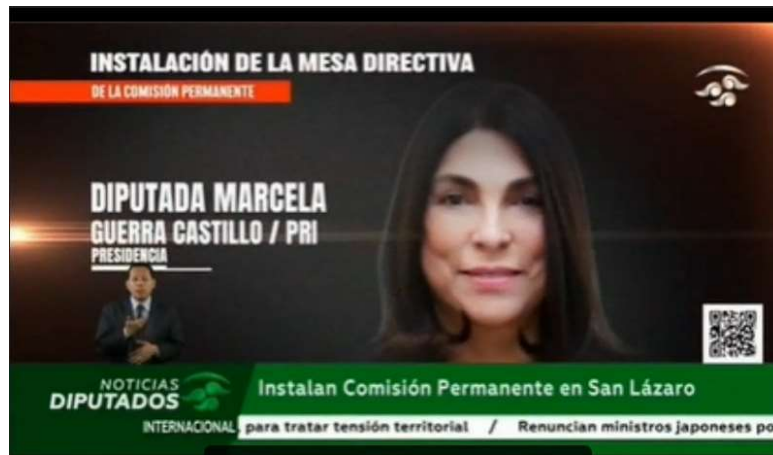 INSTALACIÓN DE LA MESA DIRECTIVA
DE LA COMISIÓN PERMANENTE
DIPUTADA MARCELA
GUERRA CASTILLO / PRI
PRESIDENCIA
NOTICIAS
DIPUTADOS
Instalan Comisión Permanente en San Lázaro
INTERNACIONAL para tratar tensión territorial / Renuncian ministros japoneses po